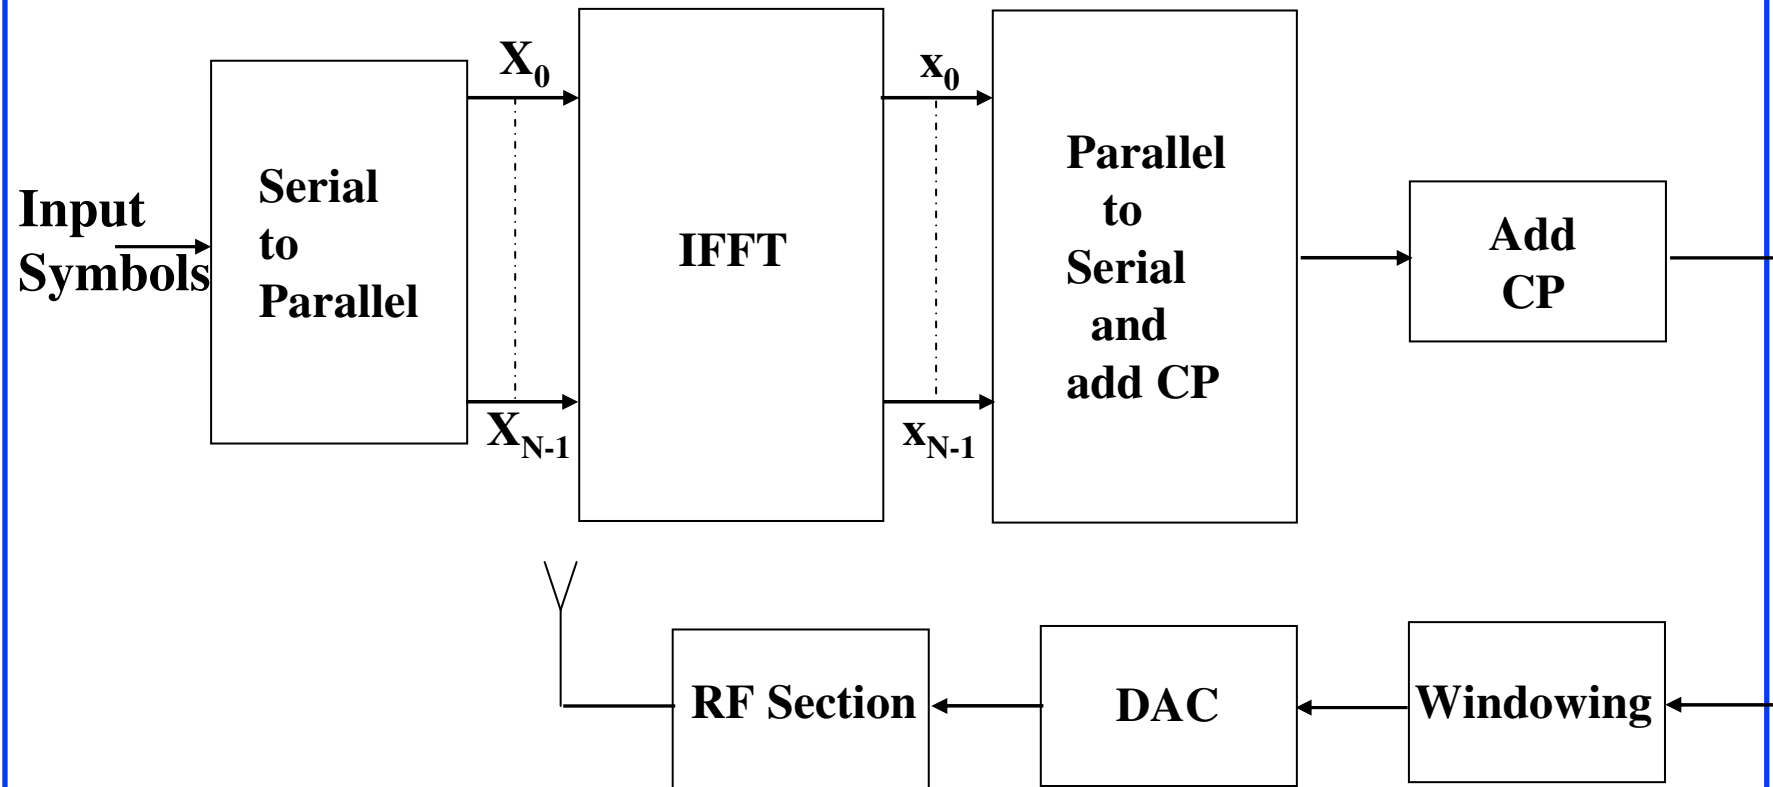 Input
Symbols
Serial
to
Parallel
X0
XN-1
IFFT
x0
xN-1
Parallel
to
Serial
and
add CP
Add
CP
RF Section
DAC
Windowing